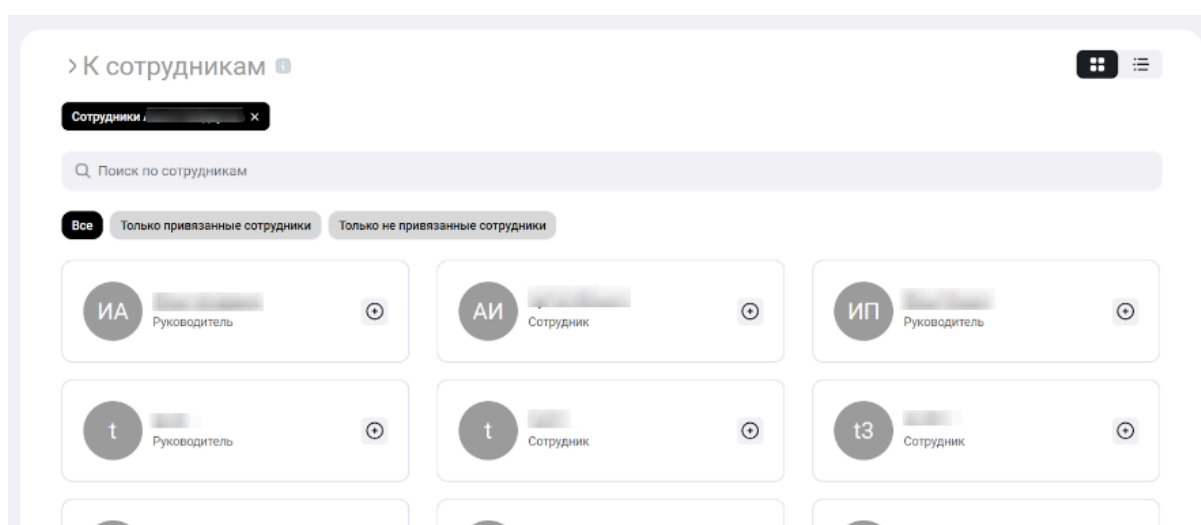 К сотрудникам
Сотрудники
Поиск по сотрудникам
Все Только привязанные сотрудники Только не привязанные сотрудники
ИА Руководитель
АИ Сотрудник
ИП Руководитель
t Руководитель
t Сотрудник
t3 Сотрудник